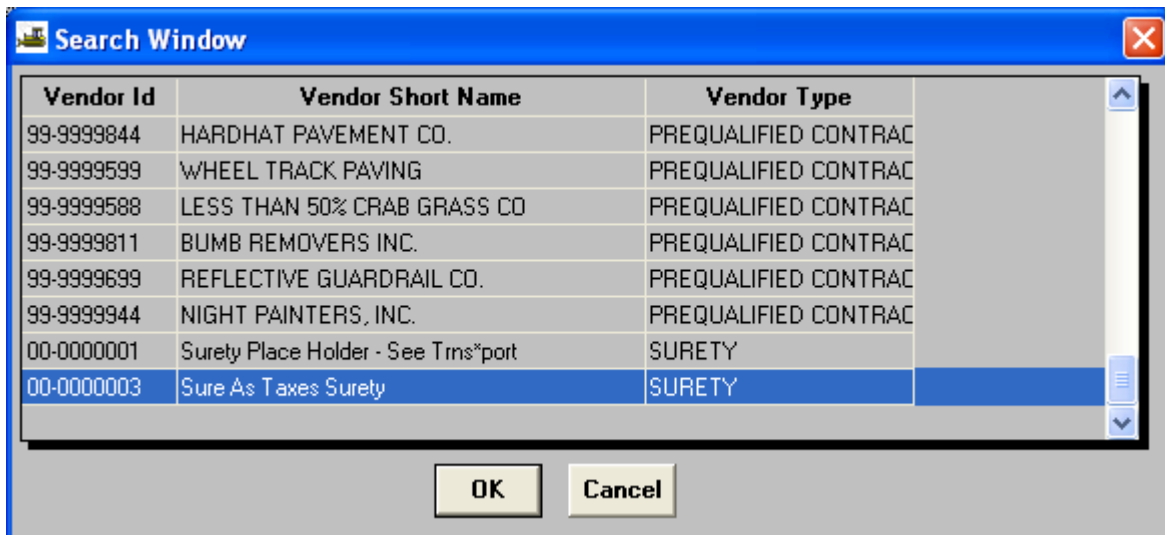 Search Window
Vendor Id Vendor Short Name Vendor Type
99-9999844 HARDHAT PAVEMENT CO. PREQUALIFIED CONTRAC
99-9999599 WHEEL TRACK PAVING PREQUALIFIED CONTRAC
99-9999588 LESS THAN 50% CRAB GRASS CO PREQUALIFIED CONTRAC
99-9999811 BUMB REMOVERS INC. PREQUALIFIED CONTRAC
99-9999699 REFLECTIVE GUARDRAIL CO. PREQUALIFIED CONTRAC
99-9999944 NIGHT PAINTERS, INC. PREQUALIFIED CONTRAC
00-0000001 Surety Place Holder - See Trns*port SURETY
00-0000003 Sure As Taxes Surety SURETY
OK Cancel